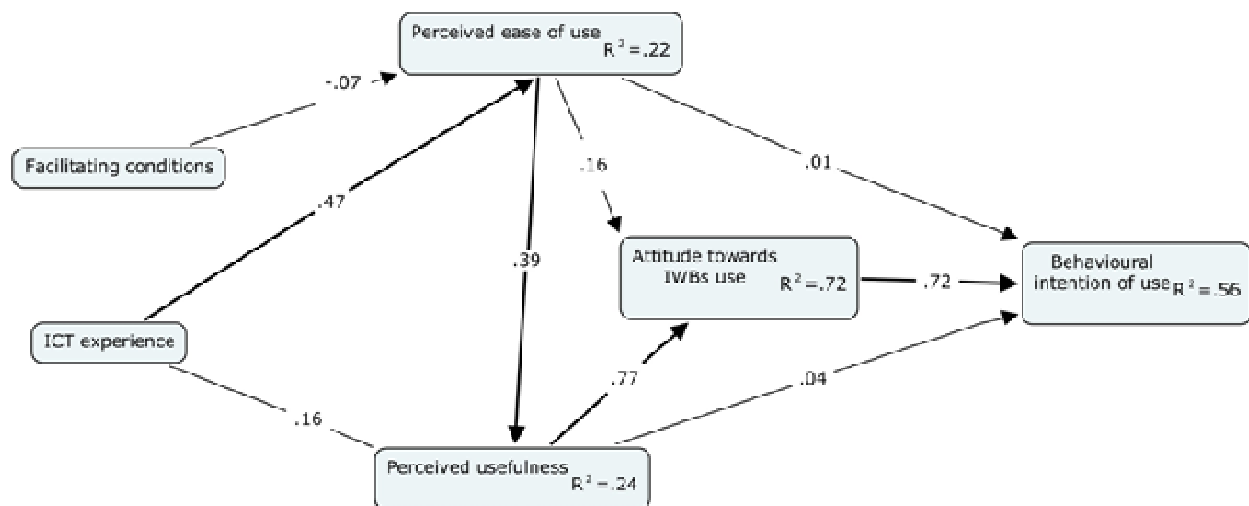 Perceived ease of use
R² = .22
-.07
Facilitating conditions
.16
.01
.47
.39
Attitude towards
IWBs use
R² = .72
.72
Behavioural
intention of use
R² = .56
ICT experience
.77
.04
.16
Perceived usefulness
R² = .24